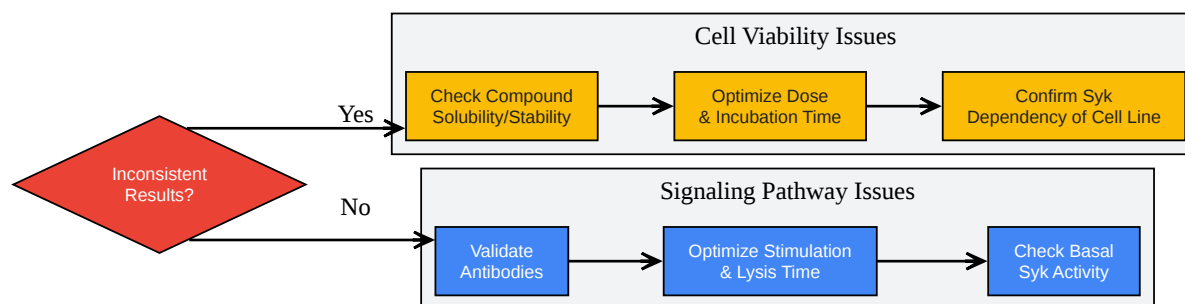 Cell Viability Issues
Yes
Check Compound
Solubility/Stability
Optimize Dose
& Incubation Time
Confirm Syk
Dependency of Cell Line
Inconsistent
Results?
No
Signaling Pathway Issues
Validate
Antibodies
Optimize Stimulation
& Lysis Time
Check Basal
Syk Activity